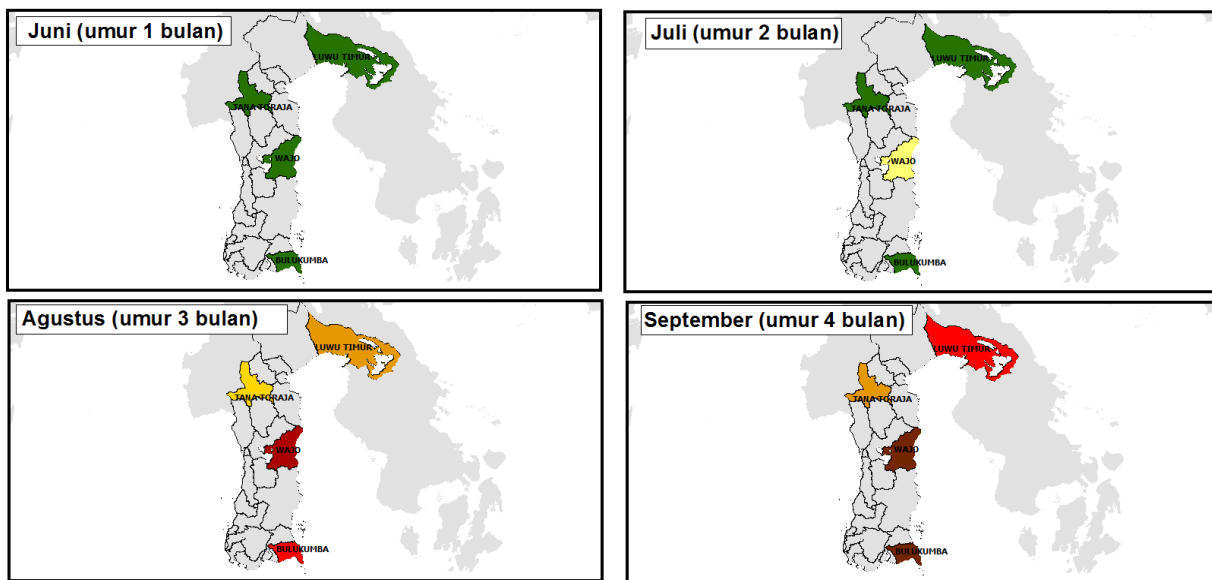 Juni (umur 1 bulan)
LUWU TIMUR
TANA TORAJA
WAJO
BULUKUMBA
Juli (umur 2 bulan)
LUWU TIMUR
TANA TORAJA
WAJO
BULUKUMBA
Agustus (umur 3 bulan)
LUWU TIMUR
TANA TORAJA
WAJO
BULUKUMBA
September (umur 4 bulan)
LUWU TIMUR
TANA TORAJA
WAJO
BULUKUMBA